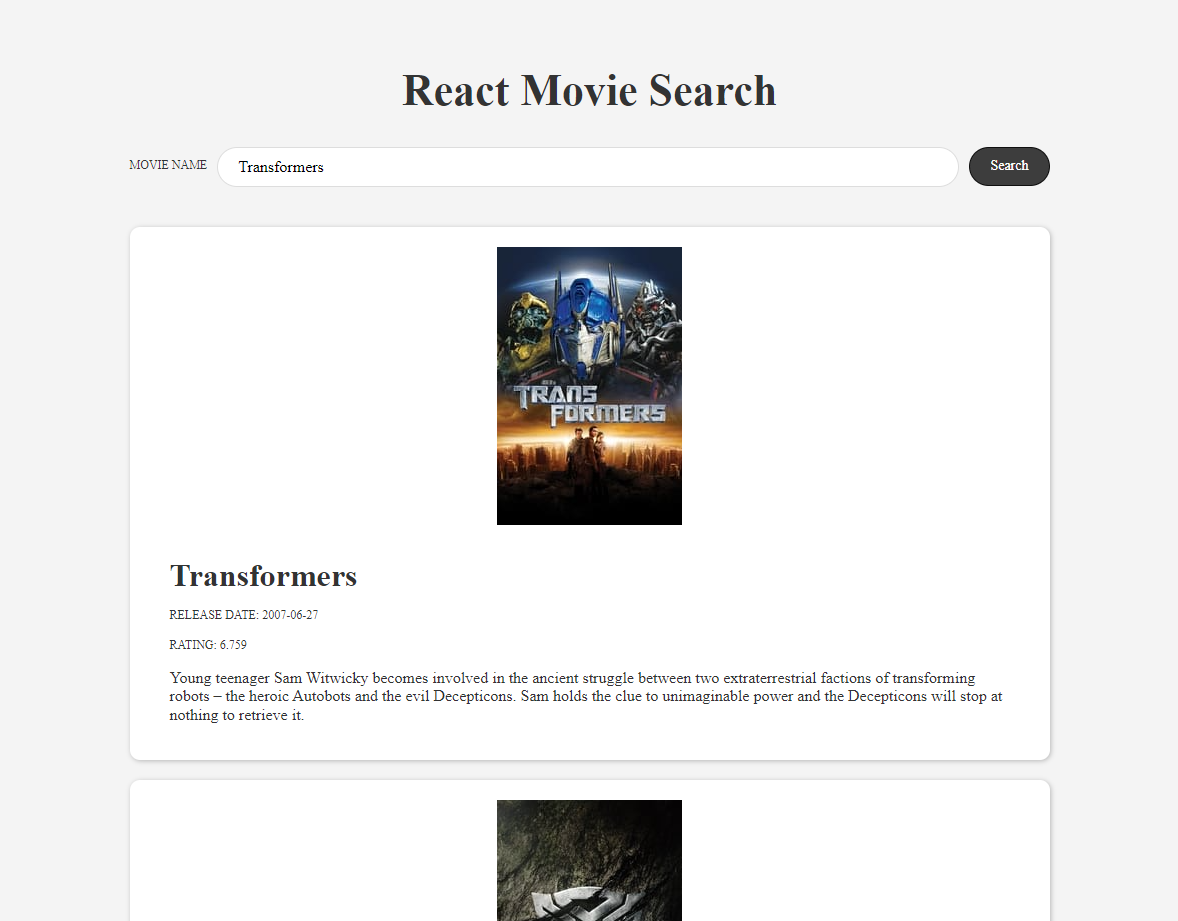 React Movie Search
MOVIE NAME
Transformers
Search
TRANS
FORMERS
Transformers
RELEASE DATE: 2007-06-27
RATING: 6.759
Young teenager Sam Witwicky becomes involved in the ancient struggle between two extraterrestrial factions of transforming
robots – the heroic Autobots and the evil Decepticons. Sam holds the clue to unimaginable power and the Decepticons will stop at
nothing to retrieve it.